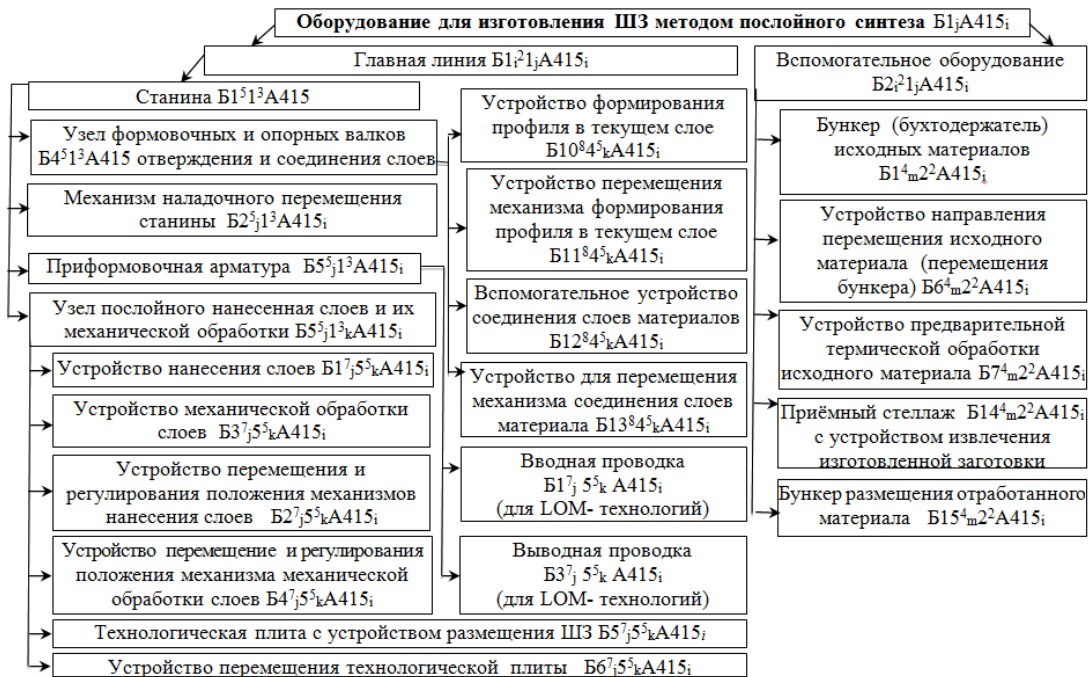 Оборудование для изготовления ШЗ методом послойного синтеза Б1ⱼА415ᵢ
Главная линия Б1ᵢ²1ⱼА415ᵢ
Станина Б1⁵1³А415
Узел формовочных и опорных валков
Б4⁵1³А415 отверждения и соединения слоев
Механизм наладочного перемещения
станины Б2⁵ⱼ1³А415ᵢ
Приформовочная арматура Б5⁵ⱼ1³А415ᵢ
Узел послойного нанесенная слоев и их
механической обработки Б5⁵ⱼ1³ₖА415ᵢ
Устройство нанесения слоев Б1⁷ⱼ5⁵ₖА415ᵢ
Устройство механической обработки
слоев Б3⁷ⱼ5⁵ₖА415ᵢ
Устройство перемещения и
регулирования положения механизмов
нанесения слоев Б2⁷ⱼ5⁵ₖА415ᵢ
Устройство перемещение и регулирования
положения механизма механической
обработки слоев Б4⁷ⱼ5⁵ₖА415ᵢ
Технологическая плита с устройством размещения ШЗ Б5⁷ⱼ5⁵ₖА415ᵢ
Устройство перемещения технологической плиты Б6⁷ⱼ5⁵ₖА415ᵢ
Устройство формирования
профиля в текущем слое
Б10⁸4⁵ₖА415ᵢ
Устройство перемещения
механизма формирования
профиля в текущем слое
Б11⁸4⁵ₖА415ᵢ
Вспомогательное устройство
соединения слоев материалов
Б12⁸4⁵ₖА415ᵢ
Устройство для перемещения
механизма соединения слоев
материала Б13⁸4⁵ₖА415ᵢ
Вводная проводка
Б1⁷ⱼ 5⁵ₖ А415ᵢ
(для LOM- технологий)
Выводная проводка
Б3⁷ⱼ 5⁵ₖ А415ᵢ
(для LOM- технологий)
Вспомогательное оборудование
Б2ᵢ²1ⱼА415ᵢ
Бункер (бухтодержатель)
исходных материалов
Б1⁴ₘ2²А415ᵢ
Устройство направления
перемещения исходного
материала (перемещения
бункера) Б6⁴ₘ2²А415ᵢ
Устройство предварительной
термической обработки
исходного материала Б7⁴ₘ2²А415ᵢ
Приёмный стеллаж Б14⁴ₘ2²А415ᵢ
с устройством извлечения
изготовленной заготовки
Бункер размещения отработанного
материала Б15⁴ₘ2²А415ᵢ